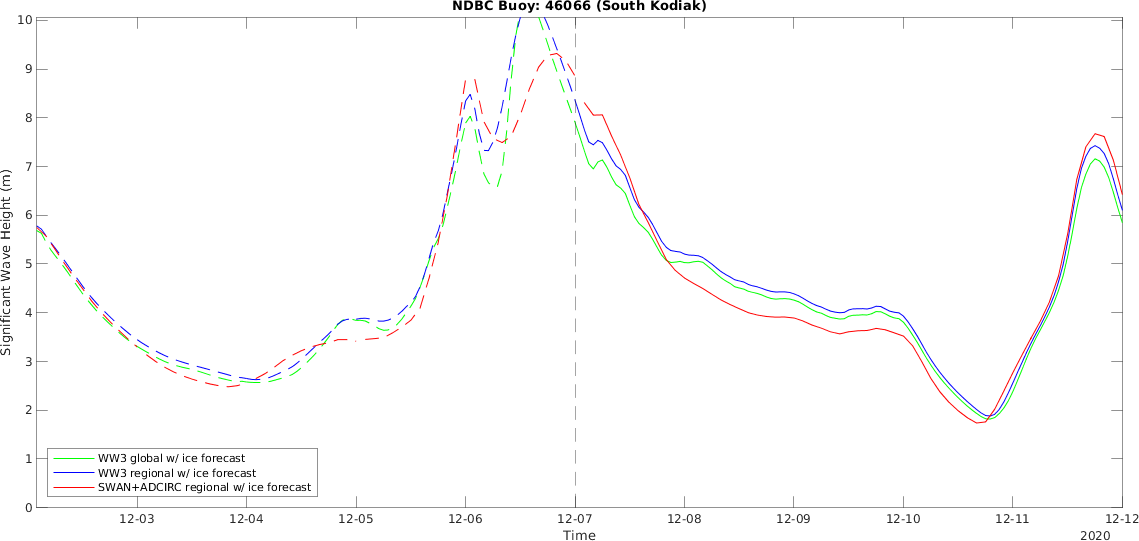 NDBC Buoy: 46066 (South Kodiak)
10
9
8
7
6
5
4
3
2
1
0
Significant Wave Height (m)
WW3 global w/ ice forecast
WW3 regional w/ ice forecast
SWAN+ADCIRC regional w/ ice forecast
12-03 12-04 12-05 12-06 12-07 12-08 12-09 12-10 12-11 12-12
Time
2020